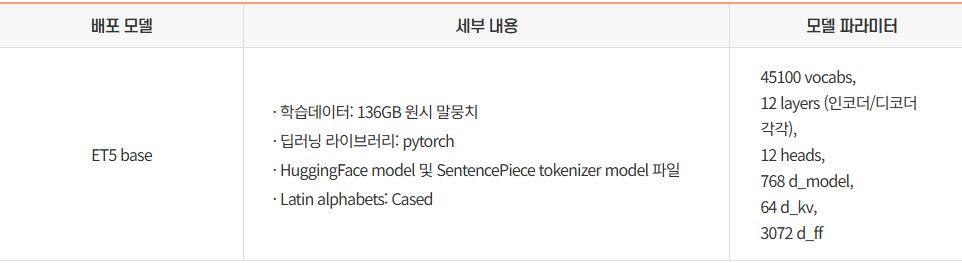 배포 모델
세부 내용
모델 파라미터
ET5 base
· 학습데이터: 136GB 원시 말뭉치
· 딥러닝 라이브러리: pytorch
· HuggingFace model 및 SentencePiece tokenizer model 파일
· Latin alphabets: Cased
45100 vocabs,
12 layers (인코더/디코더
각각),
12 heads,
768 d_model,
64 d_kv,
3072 d_ff